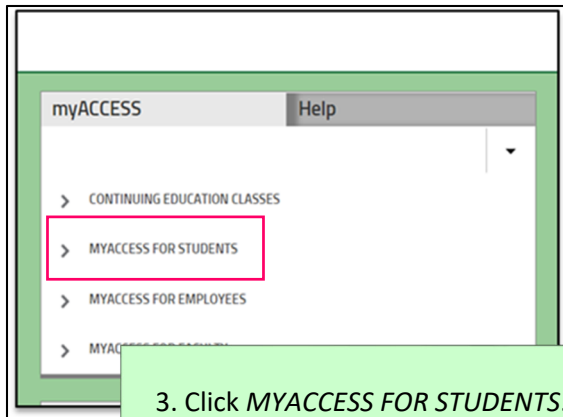 myACCESS Help
CONTINUING EDUCATION CLASSES
MYACCESS FOR STUDENTS
MYACCESS FOR EMPLOYEES
3. Click MYACCESS FOR STUDENTS.